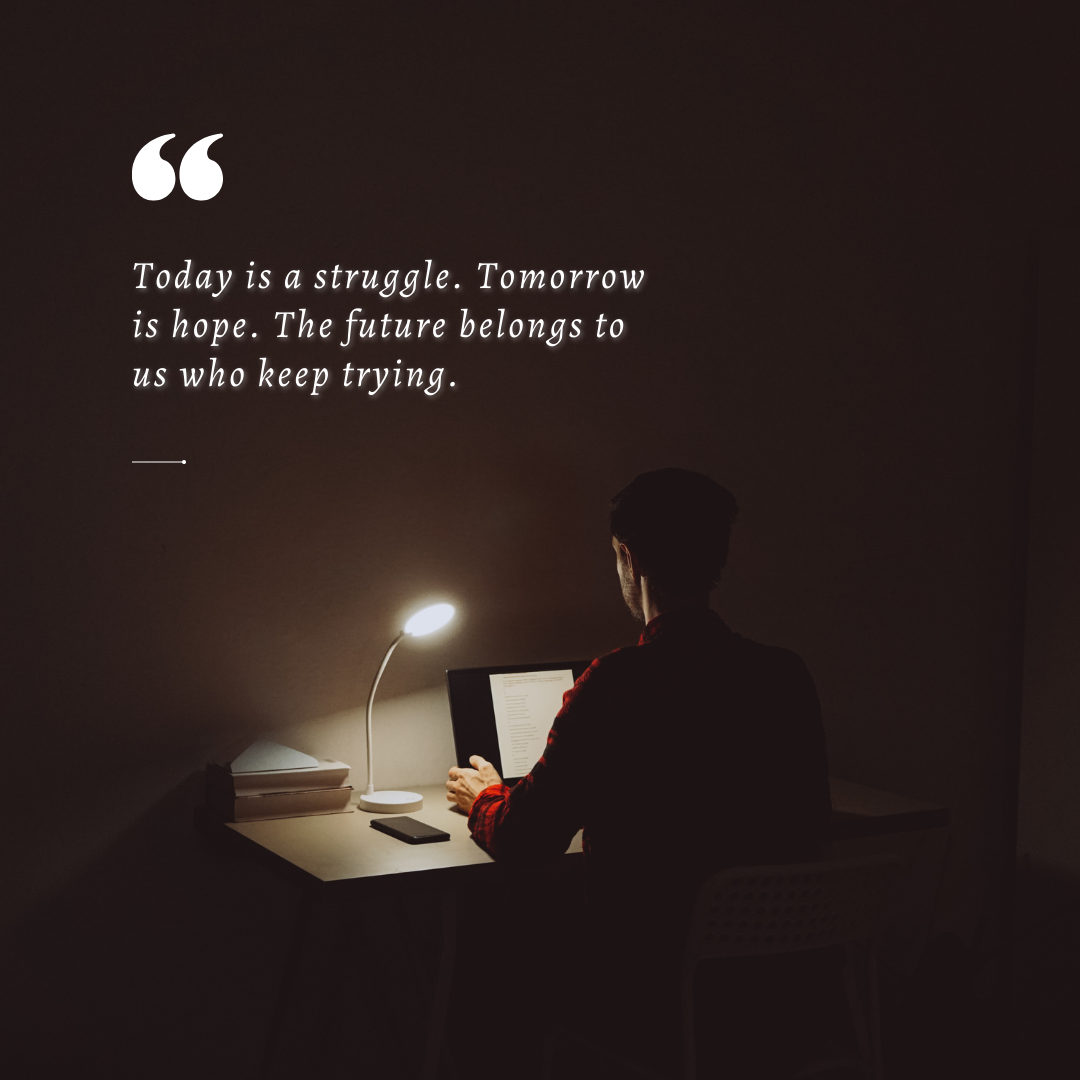 “
Today is a struggle. Tomorrow
is hope. The future belongs to
us who keep trying.